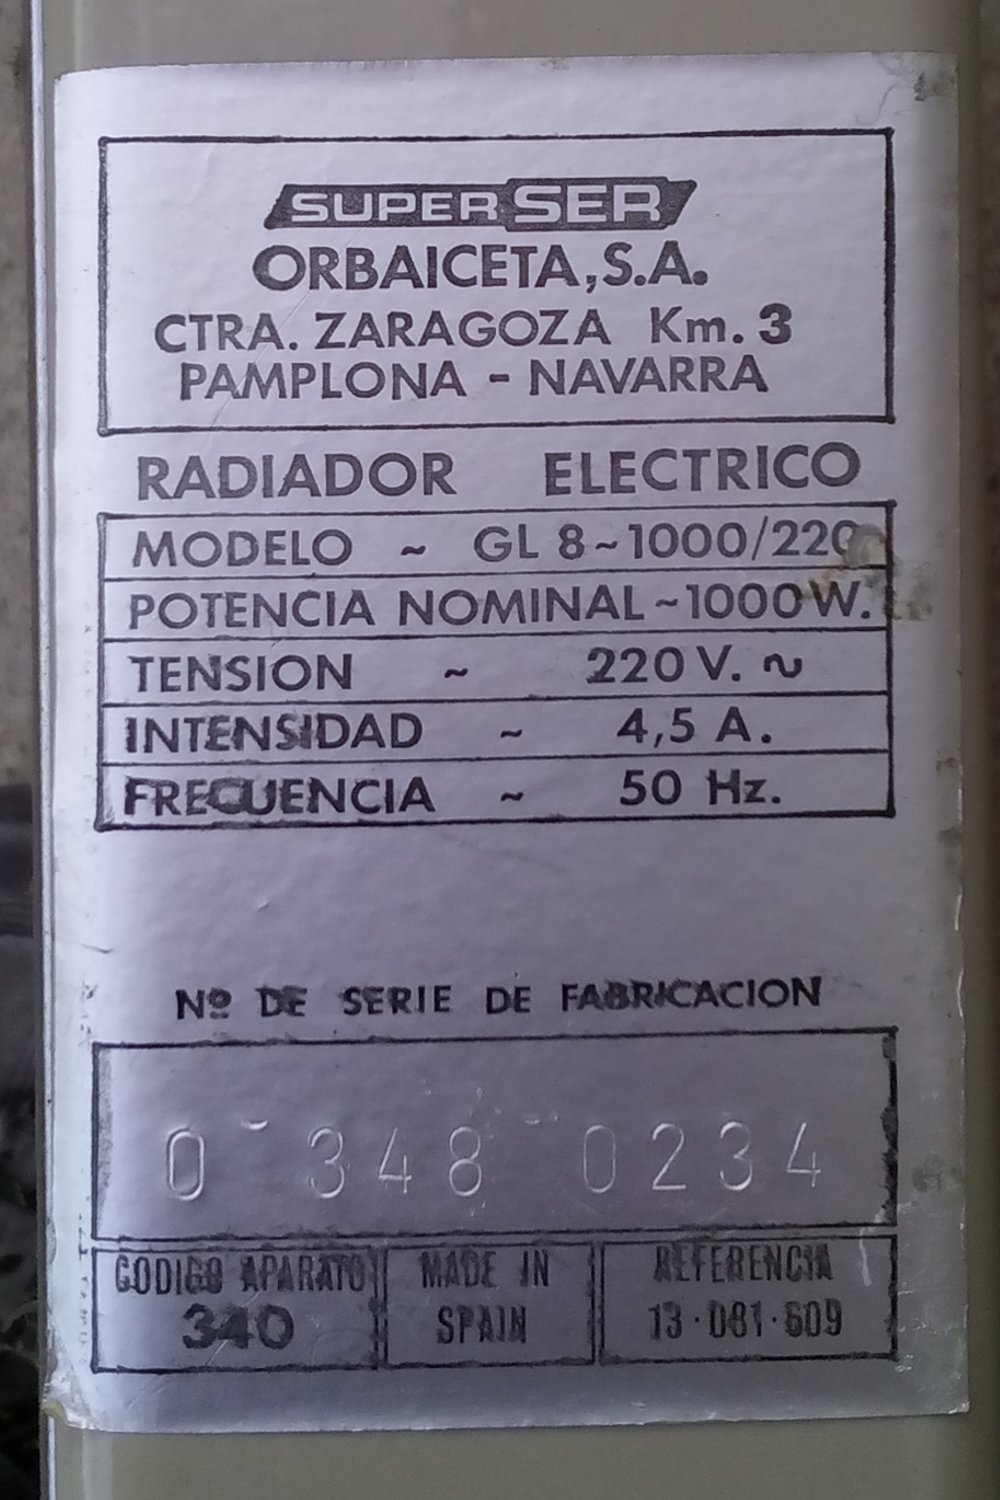 SUPER SER
ORBAICETA, S.A.
CTRA. ZARAGOZA Km. 3
PAMPLONA - NAVARRA
RADIADOR ELECTRICO
MODELO ~ GL 8 ~ 1000/220
POTENCIA NOMINAL ~ 1000 W.
TENSION ~ 220 V. ~
INTENSIDAD ~ 4,5 A.
FRECUENCIA ~ 50 Hz.
Nº DE SERIE DE FABRICACION
0 348 0234
CODIGO APARATO
340
MADE IN
SPAIN
REFERENCIA
13·081·609